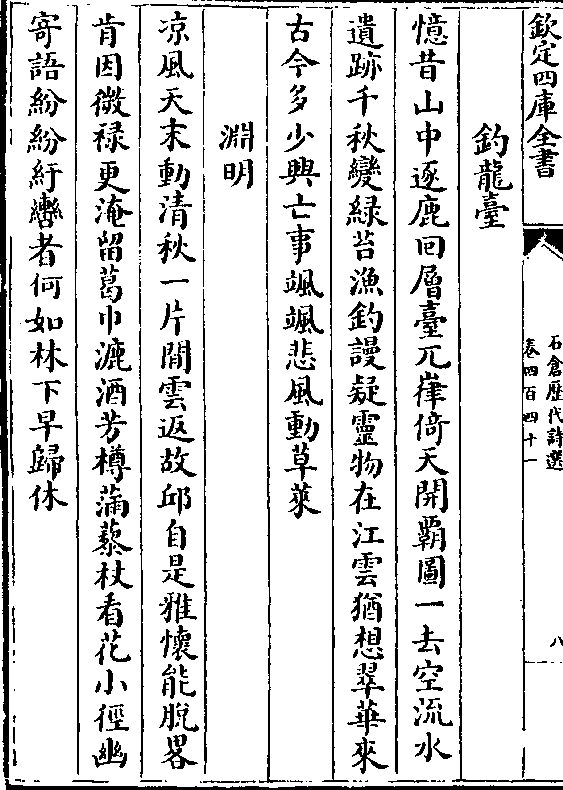 欽定四庫全書
石倉歷代詩選
卷四百四十一
八
釣龍臺
憶昔山中逐鹿回層臺兀嵂倚天開霸圖一去空流水
遺跡千秋變緑苔漁釣謾疑靈物在江雲猶想翠華來
古今多少興亡事颯颯悲風動草萊
淵明
凉風天末動清秋一片閒雲返故邱自是雅懷能脫畧
肯因微禄更淹留葛巾漉酒芳樽滿藜杖看花小徑幽
寄語紛紛紆轡者何如林下早歸休